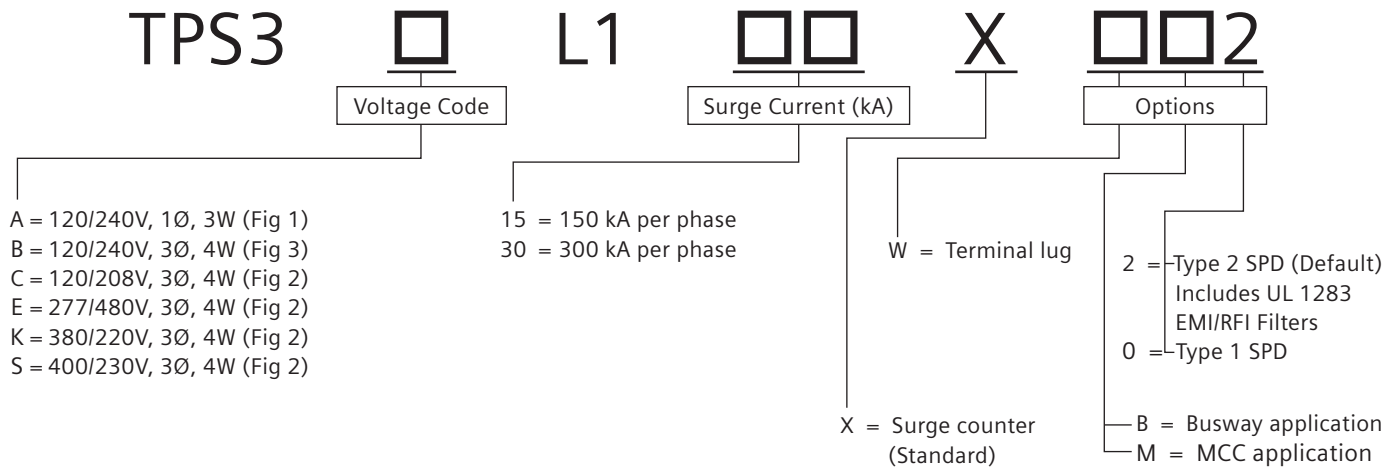 TPS3 □ L1 □□ X □□2
Voltage Code
Surge Current (kA)
Options
A = 120/240V, 1Ø, 3W (Fig 1)
B = 120/240V, 3Ø, 4W (Fig 3)
C = 120/208V, 3Ø, 4W (Fig 2)
E = 277/480V, 3Ø, 4W (Fig 2)
K = 380/220V, 3Ø, 4W (Fig 2)
S = 400/230V, 3Ø, 4W (Fig 2)
15 = 150 kA per phase
30 = 300 kA per phase
X = Surge counter
(Standard)
W = Terminal lug
2 = Type 2 SPD (Default)
Includes UL 1283
EMI/RFI Filters
0 = Type 1 SPD
B = Busway application
M = MCC application